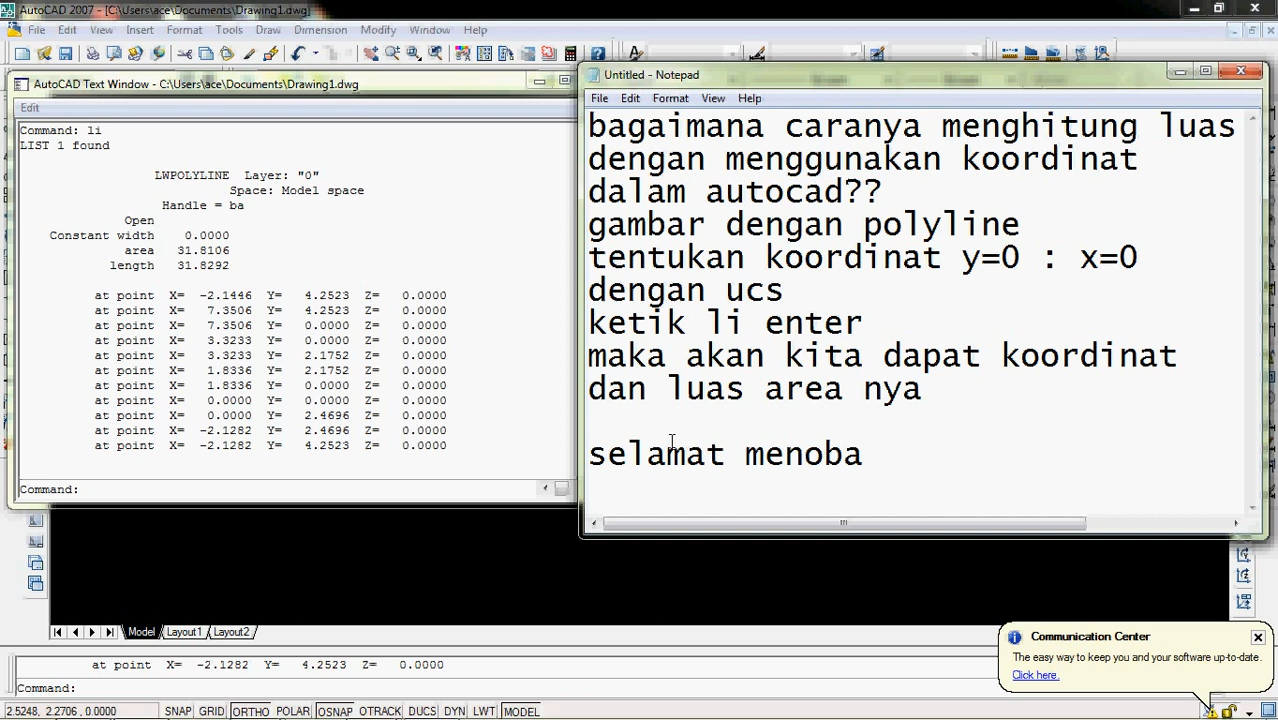 AutoCAD 2007 - [C:\Users\ace\Documents\Drawing1.dwg]
File Edit View Insert Format Tools Draw Dimension Modify Window Help
AutoCAD Text Window - C:\Users\ace\Documents\Drawing1.dwg
Edit
Command: li
LIST 1 found
LWPOLYLINE Layer: "0"
Space: Model space
Handle = ba
Open
Constant width 0.0000
area 31.8106
length 31.8292
at point X= -2.1446 Y= 4.2523 Z= 0.0000
at point X= 7.3506 Y= 4.2523 Z= 0.0000
at point X= 7.3506 Y= 0.0000 Z= 0.0000
at point X= 3.3233 Y= 0.0000 Z= 0.0000
at point X= 3.3233 Y= 2.1752 Z= 0.0000
at point X= 1.8336 Y= 2.1752 Z= 0.0000
at point X= 1.8336 Y= 0.0000 Z= 0.0000
at point X= 0.0000 Y= 0.0000 Z= 0.0000
at point X= 0.0000 Y= 2.4696 Z= 0.0000
at point X= -2.1282 Y= 2.4696 Z= 0.0000
at point X= -2.1282 Y= 4.2523 Z= 0.0000
Command:
Untitled - Notepad
File Edit Format View Help
bagaimana caranya menghitung luas
dengan menggunakan koordinat
dalam autocad??
gambar dengan polyline
tentukan koordinat y=0 : x=0
dengan ucs
ketik li enter
maka akan kita dapat koordinat
dan luas area nya
selamat menoba
Model Layout1 Layout2
at point X= -2.1282 Y= 4.2523 Z= 0.0000
Command:
Communication Center
The easy way to keep you and your software up-to-date.
Click here.
2.5248, 2.2706, 0.0000 SNAP GRID ORTHO POLAR OSNAP OTRACK DUCS DYN LWT MODEL